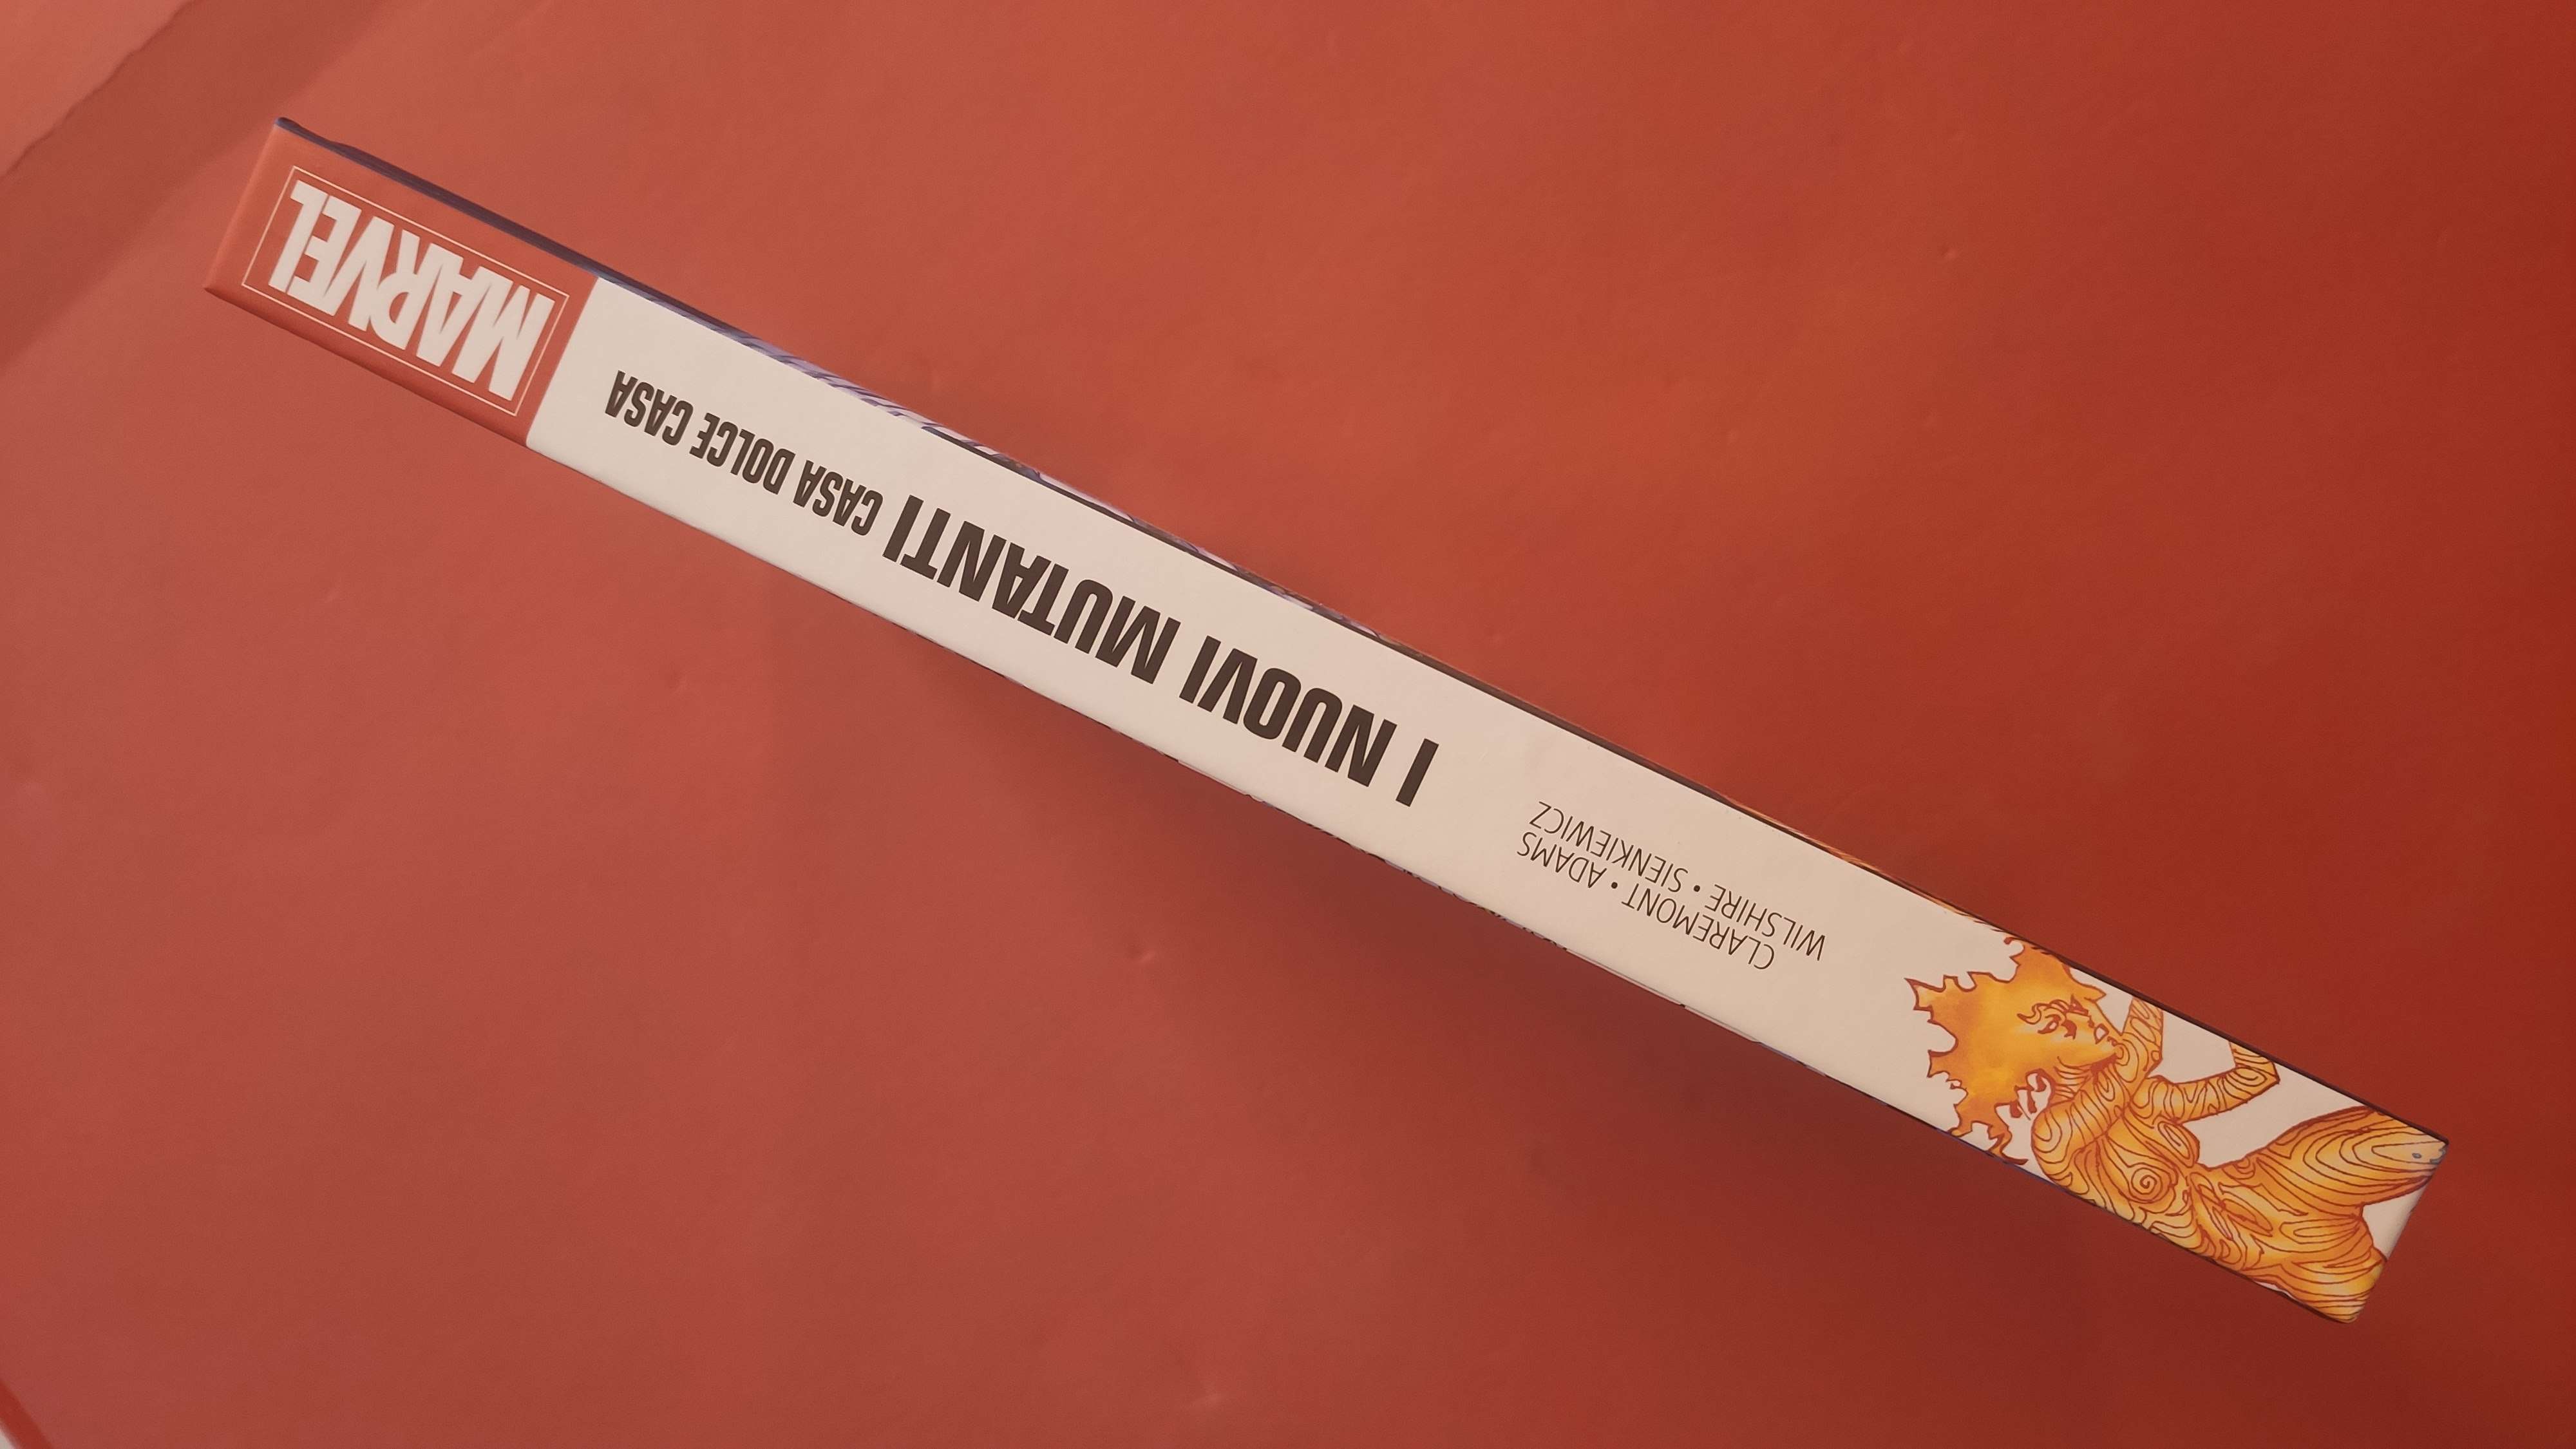 CLAREMONT • ADAMS
WILSHIRE • SIENKIEWICZ
I NUOVI MUTANTI CASA DOLCE CASA
MARVEL